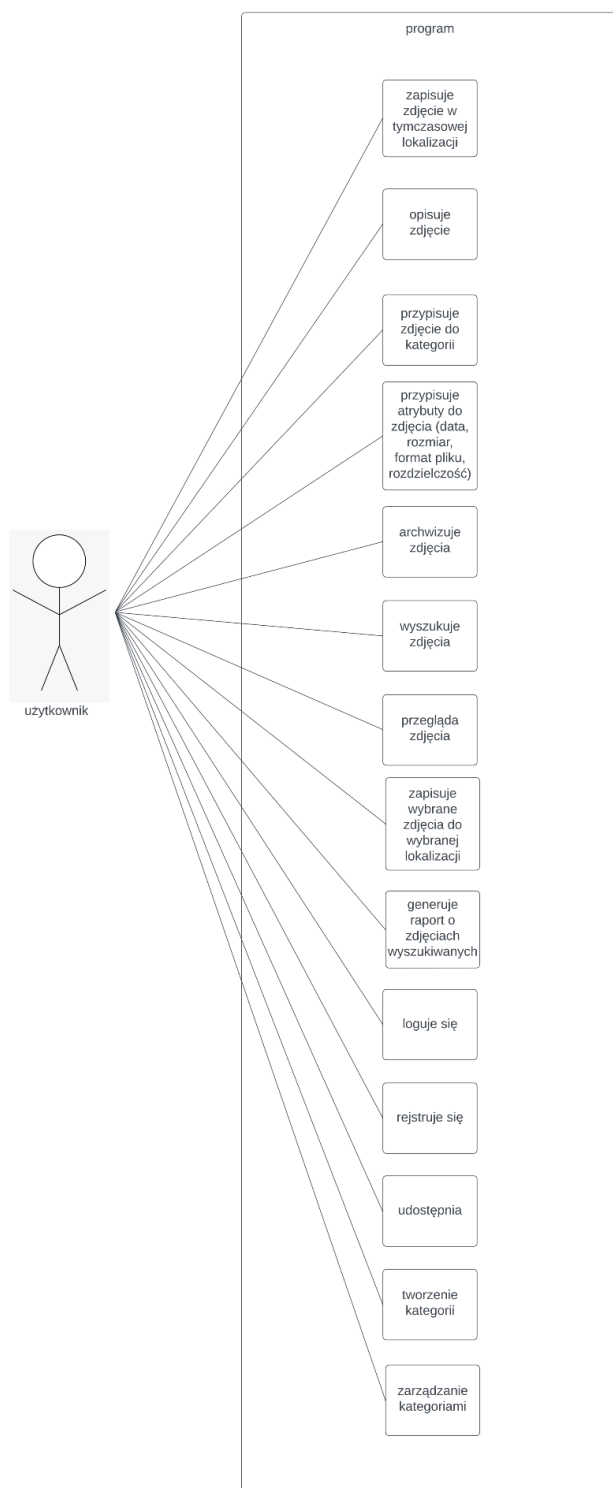 program
zapisuje
zdjęcie w
tymczasowej
lokalizacji
opisuje
zdjęcie
przypisuje
zdjęcie do
kategorii
przypisuje
atrybuty do
zdjęcia (data,
rozmiar,
format pliku,
rozdzielczość)
archwizuje
zdjęcia
wyszukuje
zdjęcia
przegląda
zdjęcia
użytkownik
zapisuje
wybrane
zdjęcia do
wybranej
lokalizacji
generuje
raport o
zdjęciach
wyszukiwanych
loguje się
rejstruje się
udostępnia
tworzenie
kategorii
zarządzanie
kategoriami